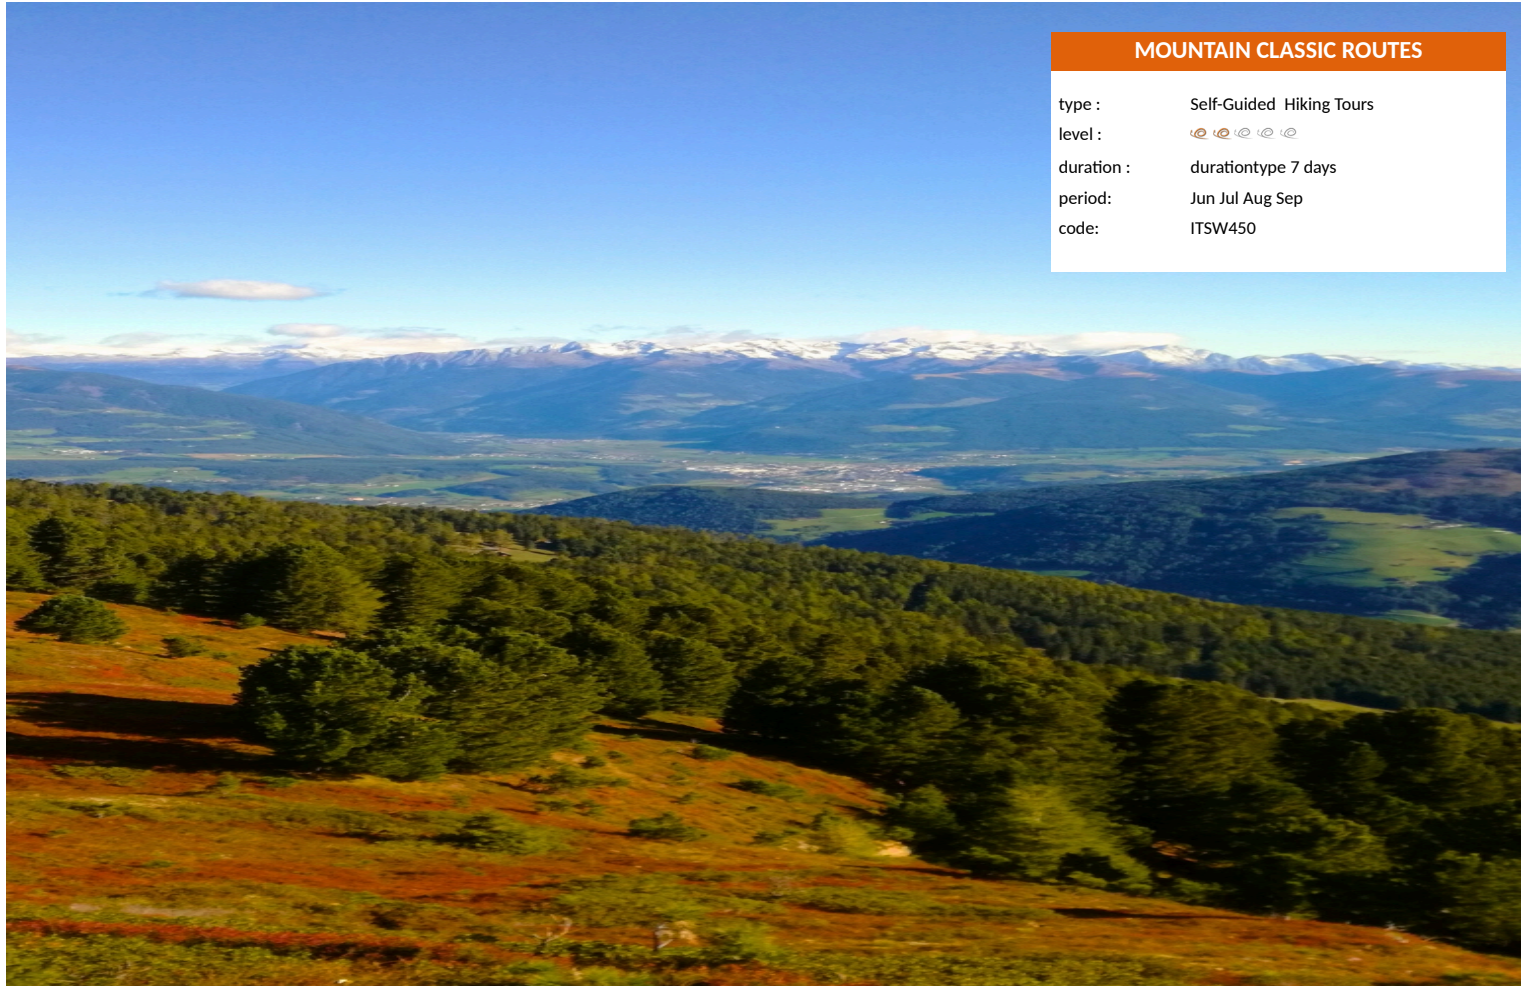 MOUNTAIN CLASSIC ROUTES
type : Self-Guided  Hiking Tours
level :
duration : durationtype 7 days
period: Jun Jul Aug Sep
code: ITSW450